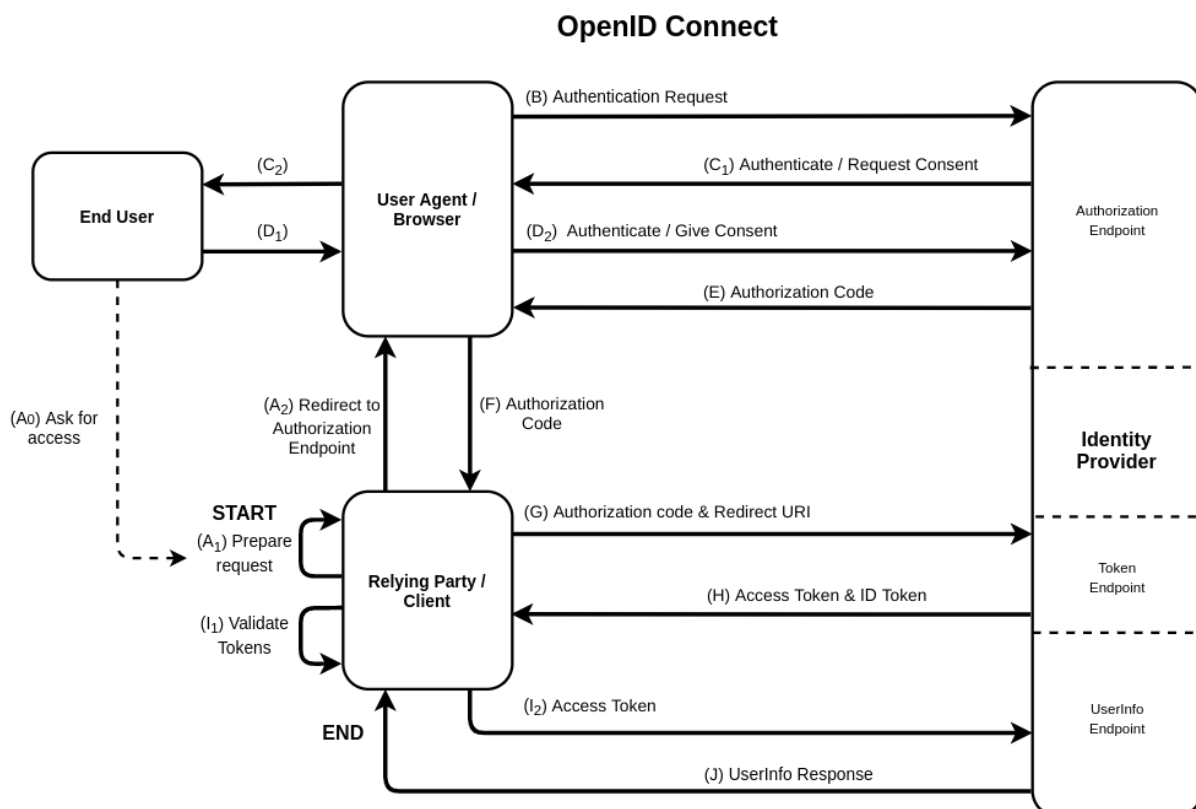 OpenID Connect
(B) Authentication Request
(C₂)
(C₁) Authenticate / Request Consent
End User
User Agent /
Browser
Authorization
Endpoint
(D₁)
(D₂) Authenticate / Give Consent
(E) Authorization Code
(A₀) Ask for
access
(A₂) Redirect to
Authorization
Endpoint
(F) Authorization
Code
Identity
Provider
START
(A₁) Prepare
request
(G) Authorization code & Redirect URI
Relying Party /
Client
Token
Endpoint
(H) Access Token & ID Token
(I₁) Validate
Tokens
(I₂) Access Token
UserInfo
Endpoint
END
(J) UserInfo Response